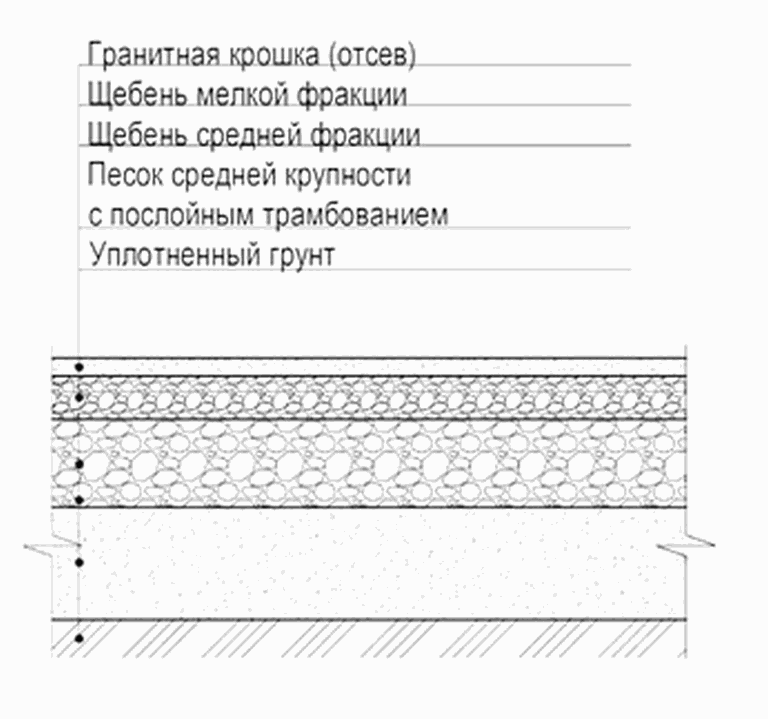 Гранитная крошка (отсев)
Щебень мелкой фракции
Щебень средней фракции
Песок средней крупности
с послойным трамбованием
Уплотненный грунт